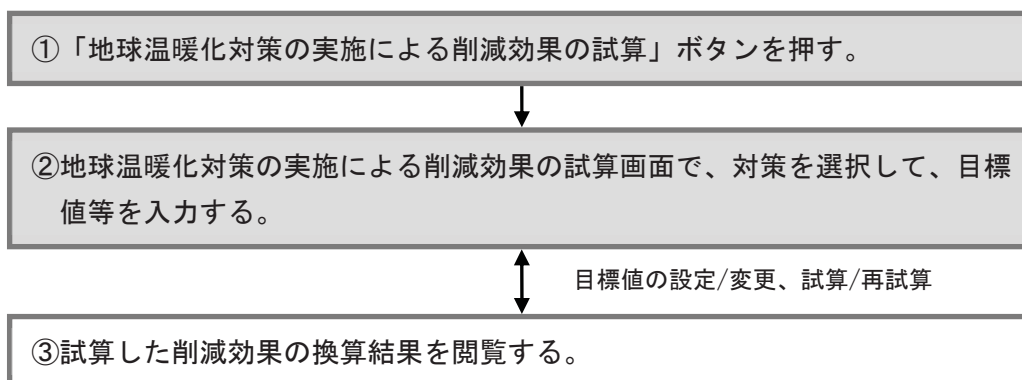 ①「地球温暖化対策の実施による削減効果の試算」ボタンを押す。
②地球温暖化対策の実施による削減効果の試算画面で、対策を選択して、目標
値等を入力する。
目標値の設定/変更、試算/再試算
③試算した削減効果の換算結果を閲覧する。